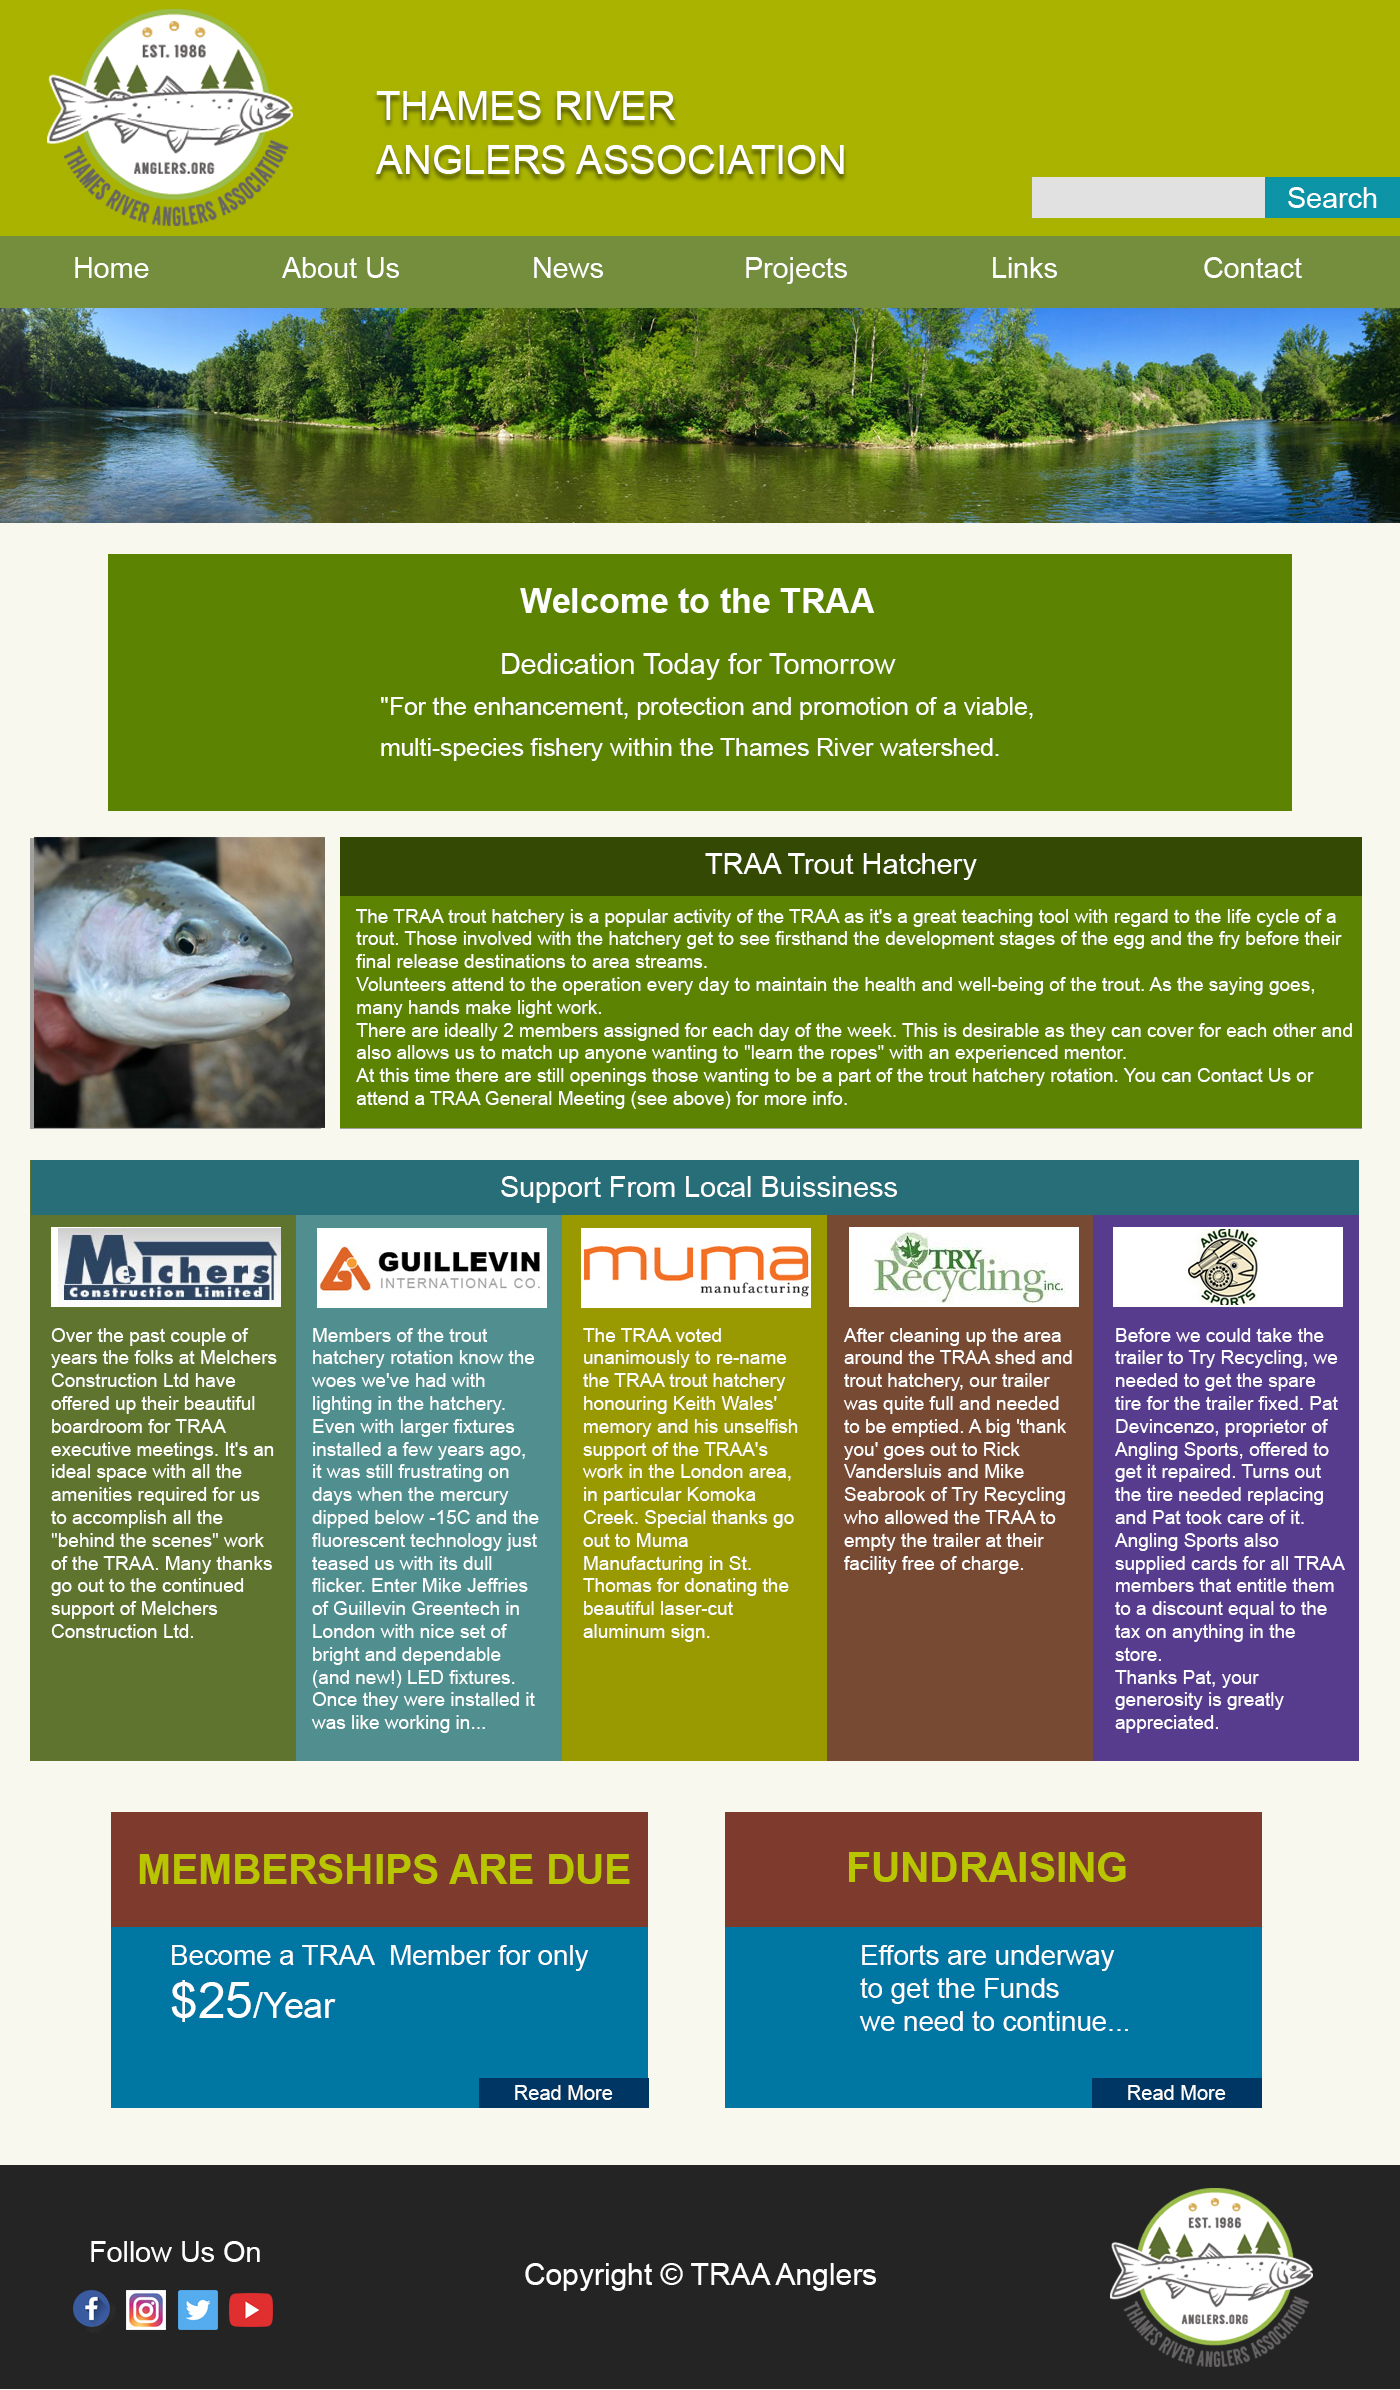 EST. 1986
ANGLERS.ORG
THAMES RIVER ANGLERS ASSOCIATION
THAMES RIVER
ANGLERS ASSOCIATION
Search
Home
About Us
News
Projects
Links
Contact
Welcome to the TRAA
Dedication Today for Tomorrow
"For the enhancement, protection and promotion of a viable,
multi-species fishery within the Thames River watershed.
TRAA Trout Hatchery
The TRAA trout hatchery is a popular activity of the TRAA as it's a great teaching tool with regard to the life cycle of a
trout. Those involved with the hatchery get to see firsthand the development stages of the egg and the fry before their
final release destinations to area streams.
Volunteers attend to the operation every day to maintain the health and well-being of the trout. As the saying goes,
many hands make light work.
There are ideally 2 members assigned for each day of the week. This is desirable as they can cover for each other and
also allows us to match up anyone wanting to "learn the ropes" with an experienced mentor.
At this time there are still openings those wanting to be a part of the trout hatchery rotation. You can Contact Us or
attend a TRAA General Meeting (see above) for more info.
Support From Local Buissiness
Melchers
Construction Limited
Over the past couple of
years the folks at Melchers
Construction Ltd have
offered up their beautiful
boardroom for TRAA
executive meetings. It's an
ideal space with all the
amenities required for us
to accomplish all the
"behind the scenes" work
of the TRAA. Many thanks
go out to the continued
support of Melchers
Construction Ltd.
GUILLEVIN
INTERNATIONAL CO.
Members of the trout
hatchery rotation know the
woes we've had with
lighting in the hatchery.
Even with larger fixtures
installed a few years ago,
it was still frustrating on
days when the mercury
dipped below -15C and the
fluorescent technology just
teased us with its dull
flicker. Enter Mike Jeffries
of Guillevin Greentech in
London with nice set of
bright and dependable
(and new!) LED fixtures.
Once they were installed it
was like working in...
muma
manufacturing
The TRAA voted
unanimously to re-name
the TRAA trout hatchery
honouring Keith Wales'
memory and his unselfish
support of the TRAA's
work in the London area,
in particular Komoka
Creek. Special thanks go
out to Muma
Manufacturing in St.
Thomas for donating the
beautiful laser-cut
aluminum sign.
TRY
Recycling inc.
After cleaning up the area
around the TRAA shed and
trout hatchery, our trailer
was quite full and needed
to be emptied. A big 'thank
you' goes out to Rick
Vandersluis and Mike
Seabrook of Try Recycling
who allowed the TRAA to
empty the trailer at their
facility free of charge.
ANGLING
SPORTS
Before we could take the
trailer to Try Recycling, we
needed to get the spare
tire for the trailer fixed. Pat
Devincenzo, proprietor of
Angling Sports, offered to
get it repaired. Turns out
the tire needed replacing
and Pat took care of it.
Angling Sports also
supplied cards for all TRAA
members that entitle them
to a discount equal to the
tax on anything in the
store.
Thanks Pat, your
generosity is greatly
appreciated.
MEMBERSHIPS ARE DUE
Become a TRAA  Member for only
$25/Year
Read More
FUNDRAISING
Efforts are underway
to get the Funds
we need to continue...
Read More
Follow Us On
Copyright © TRAA Anglers
EST. 1986
ANGLERS.ORG
THAMES RIVER ANGLERS ASSOCIATION